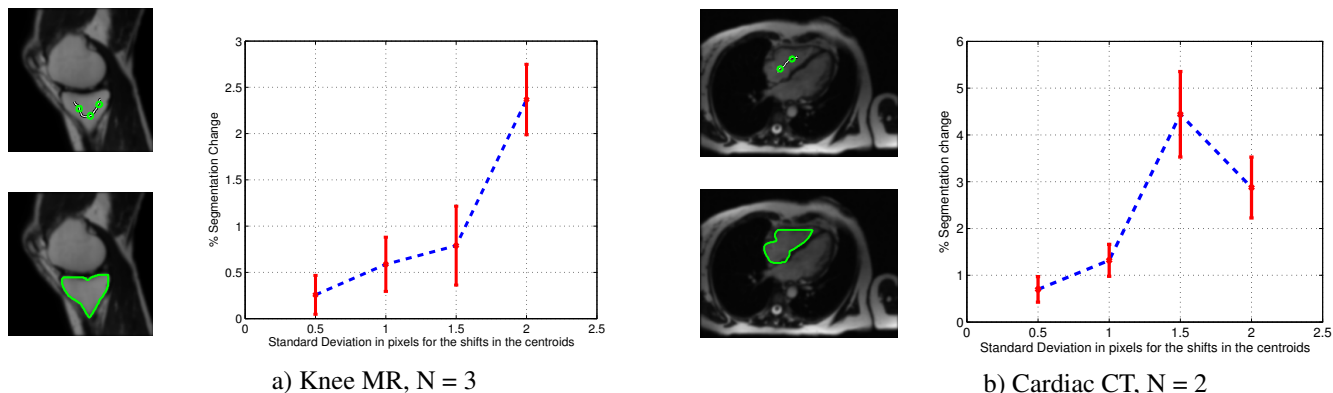 3
2.5
2
1.5
1
0.5
0
% Segmentation Change
0 0.5 1 1.5 2 2.5
Standard Deviation in pixels for the shifts in the centroids
a) Knee MR, N = 3
6
5
4
3
2
1
0
% Segmentation change
0 0.5 1 1.5 2 2.5
Standard Deviation in pixels for the shifts in the centroids
b) Cardiac CT, N = 2